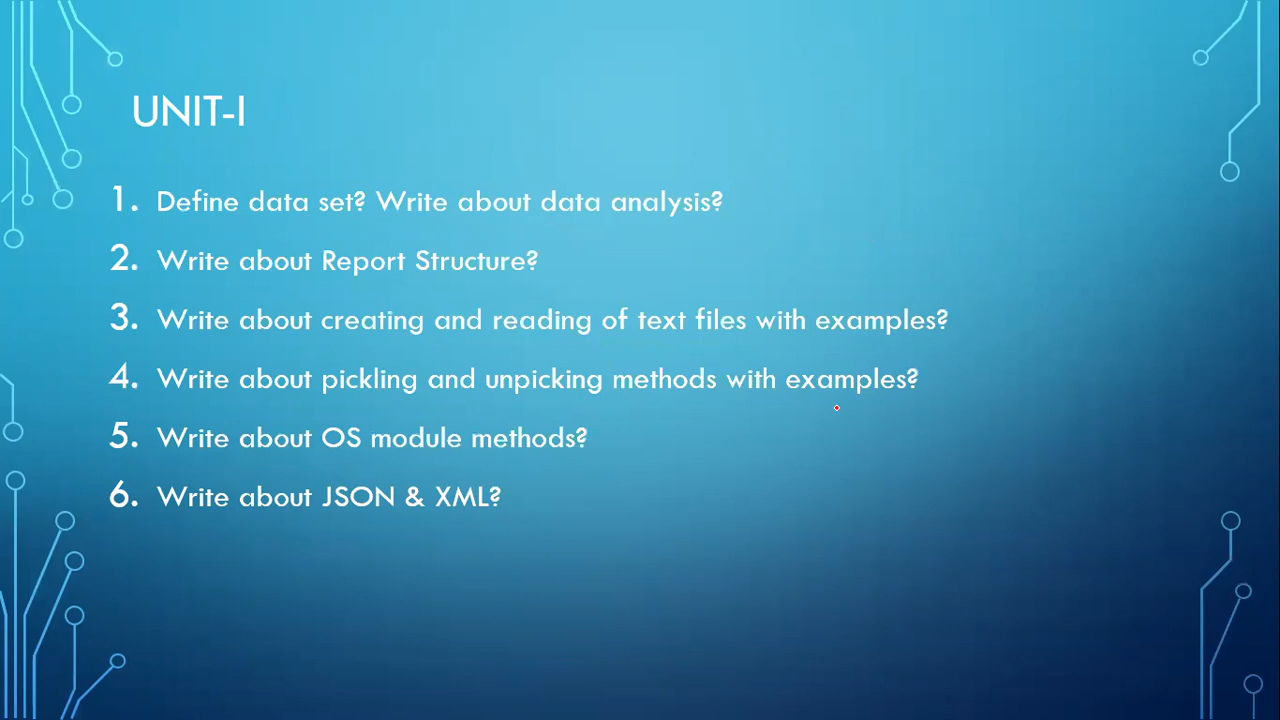 UNIT-I
1. Define data set? Write about data analysis?
2. Write about Report Structure?
3. Write about creating and reading of text files with examples?
4. Write about pickling and unpicking methods with examples?
5. Write about OS module methods?
6. Write about JSON & XML?